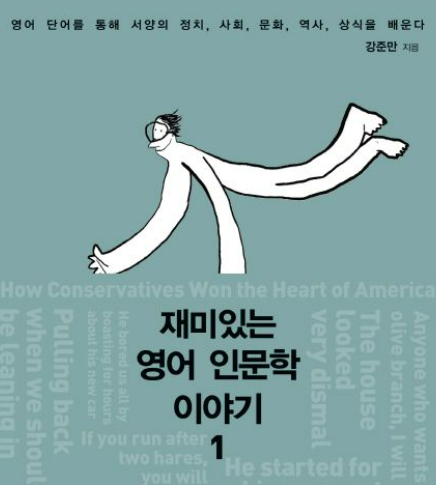 영어 단어를 통해 서양의 정치, 사회, 문화, 역사, 상식을 배운다
강준만 지음
How Conservatives Won the Heart of America
재미있는
영어 인문학
이야기
1
be leaning in
when we shoul
Pulling back
He bored us all by
boasting for hours
about his new car
very dismal
looked
The house
olive branch, I will
Anyone who wants
If you run after
two hares,
you will
He started for